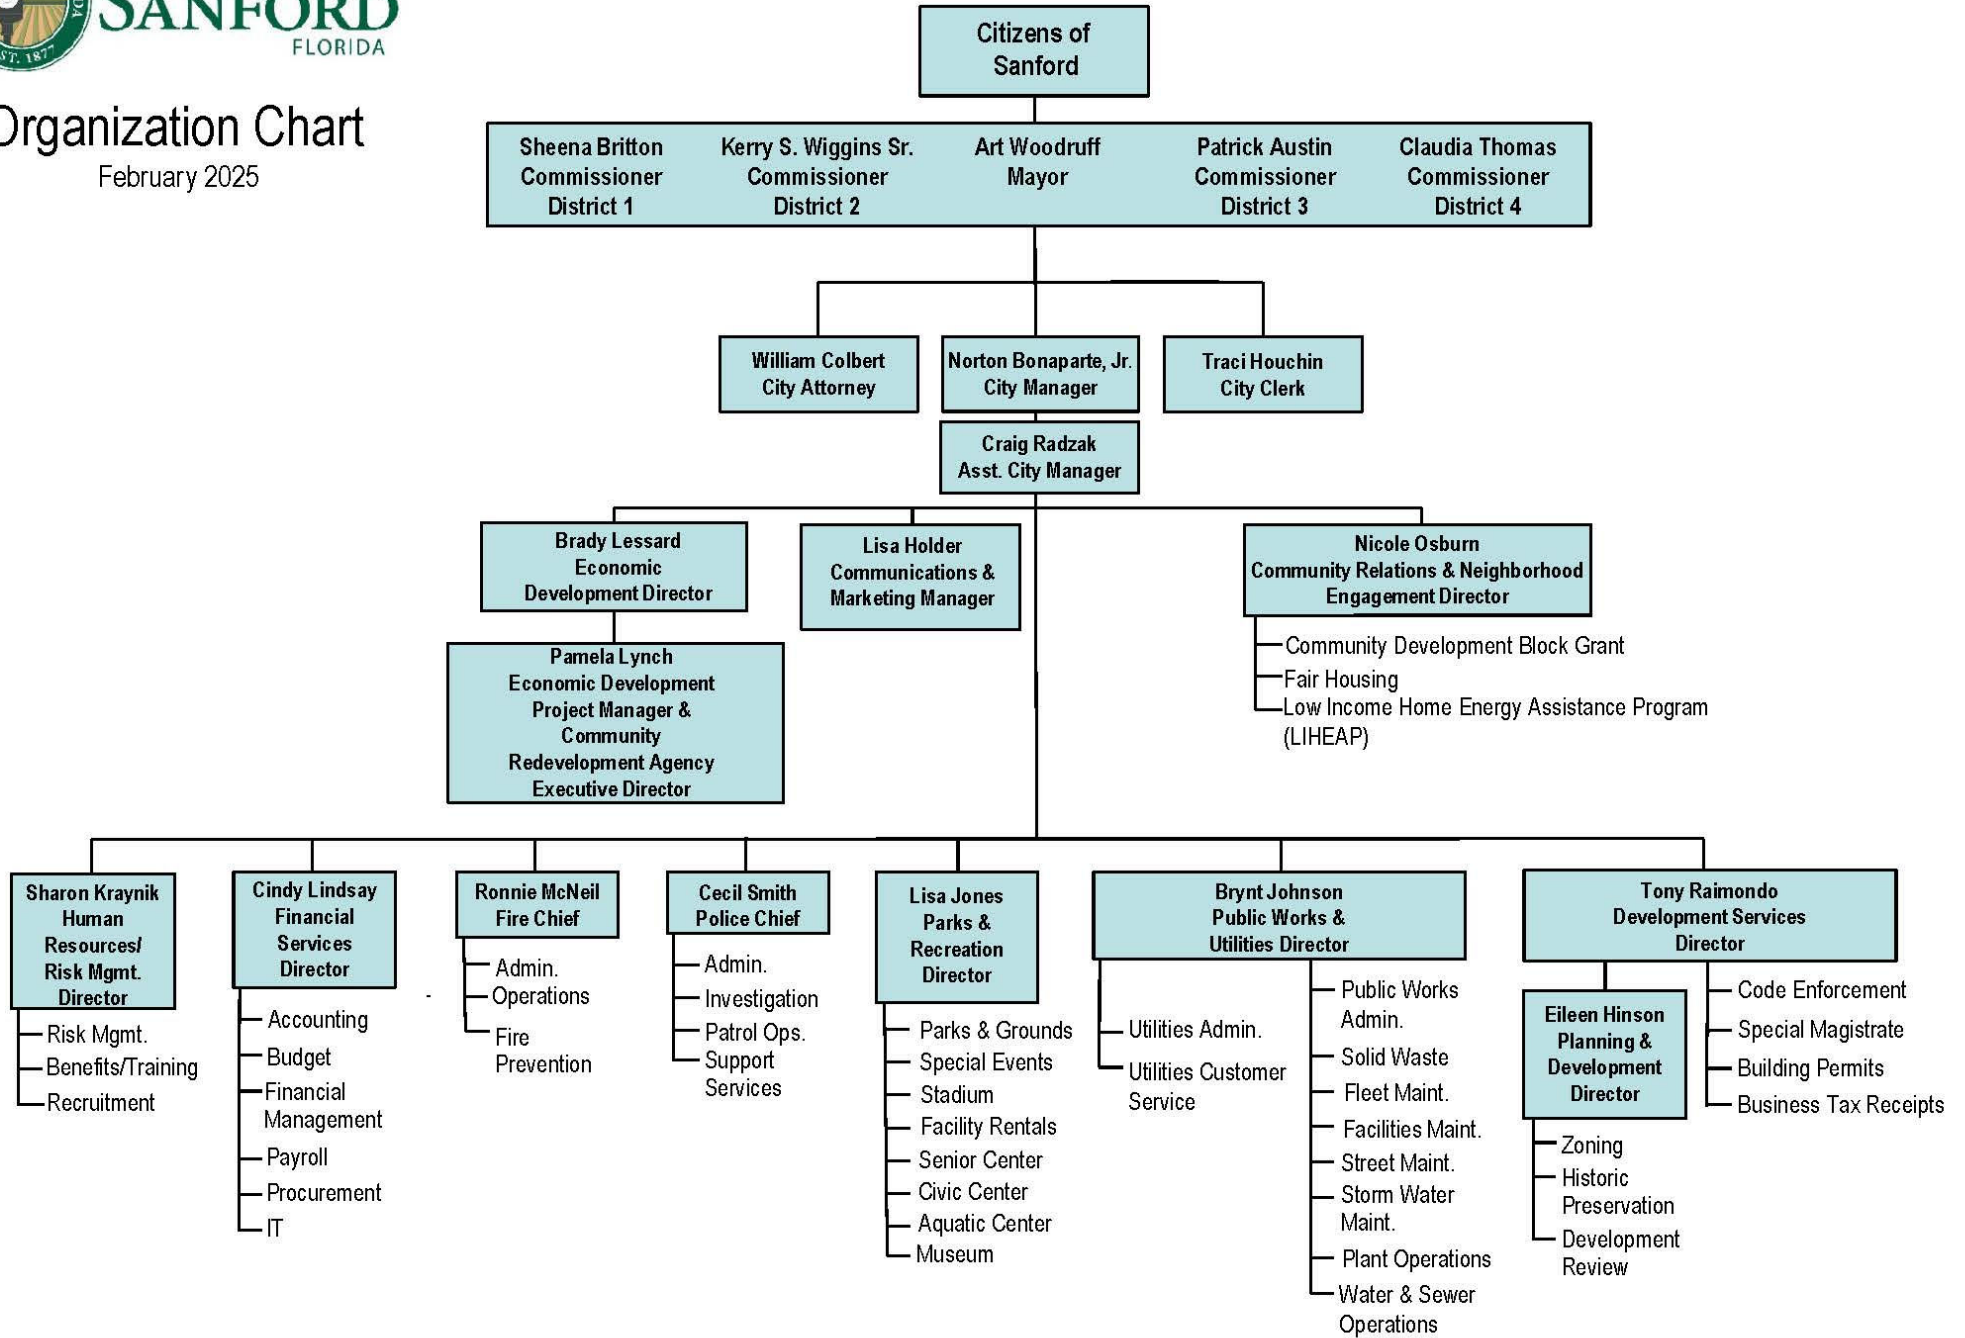 SANFORD
FLORIDA
EST. 1877
Organization Chart
February 2025
Citizens of
Sanford
Sheena Britton
Commissioner
District 1
Kerry S. Wiggins Sr.
Commissioner
District 2
Art Woodruff
Mayor
Patrick Austin
Commissioner
District 3
Claudia Thomas
Commissioner
District 4
William Colbert
City Attorney
Norton Bonaparte, Jr.
City Manager
Traci Houchin
City Clerk
Craig Radzak
Asst. City Manager
Brady Lessard
Economic
Development Director
Lisa Holder
Communications &
Marketing Manager
Nicole Osburn
Community Relations & Neighborhood
Engagement Director
Pamela Lynch
Economic Development
Project Manager &
Community
Redevelopment Agency
Executive Director
Community Development Block Grant
Fair Housing
Low Income Home Energy Assistance Program
(LIHEAP)
Sharon Kraynik
Human
Resources/
Risk Mgmt.
Director
Risk Mgmt.
Benefits/Training
Recruitment
Cindy Lindsay
Financial
Services
Director
Accounting
Budget
Financial
Management
Payroll
Procurement
IT
-
Ronnie McNeil
Fire Chief
Admin.
Operations
Fire
Prevention
Cecil Smith
Police Chief
Admin.
Investigation
Patrol Ops.
Support
Services
Lisa Jones
Parks &
Recreation
Director
Parks & Grounds
Special Events
Stadium
Facility Rentals
Senior Center
Civic Center
Aquatic Center
Museum
Brynt Johnson
Public Works &
Utilities Director
Utilities Admin.
Utilities Customer
Service
Public Works
Admin.
Solid Waste
Fleet Maint.
Facilities Maint.
Street Maint.
Storm Water
Maint.
Plant Operations
Water & Sewer
Operations
Tony Raimondo
Development Services
Director
Eileen Hinson
Planning &
Development
Director
Zoning
Historic
Preservation
Development
Review
Code Enforcement
Special Magistrate
Building Permits
Business Tax Receipts